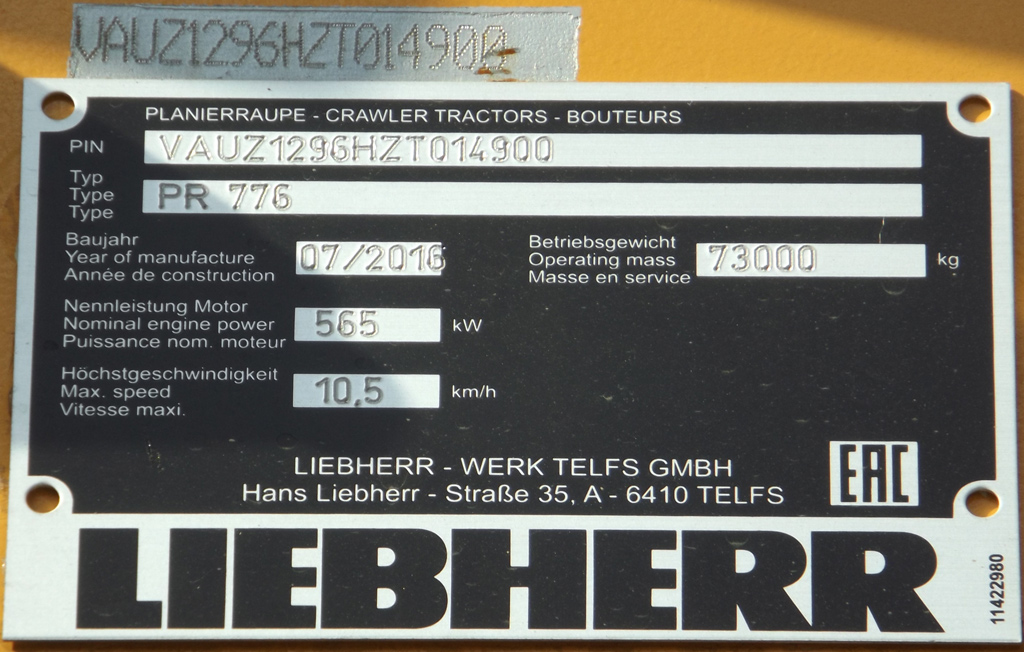 VAUZ1296HZT014900
PLANIERRAUPE - CRAWLER TRACTORS - BOUTEURS
PIN VAUZ1296HZT014900
Typ
Type PR 776
Type
Baujahr
Year of manufacture 07/2016
Année de construction
Betriebsgewicht
Operating mass 73000 kg
Masse en service
Nennleistung Motor
Nominal engine power 565 kW
Puissance nom. moteur
Höchstgeschwindigkeit
Max. speed 10,5 km/h
Vitesse maxi.
LIEBHERR - WERK TELFS GMBH
Hans Liebherr - Straße 35, A - 6410 TELFS
EAC
LIEBHERR
11422980